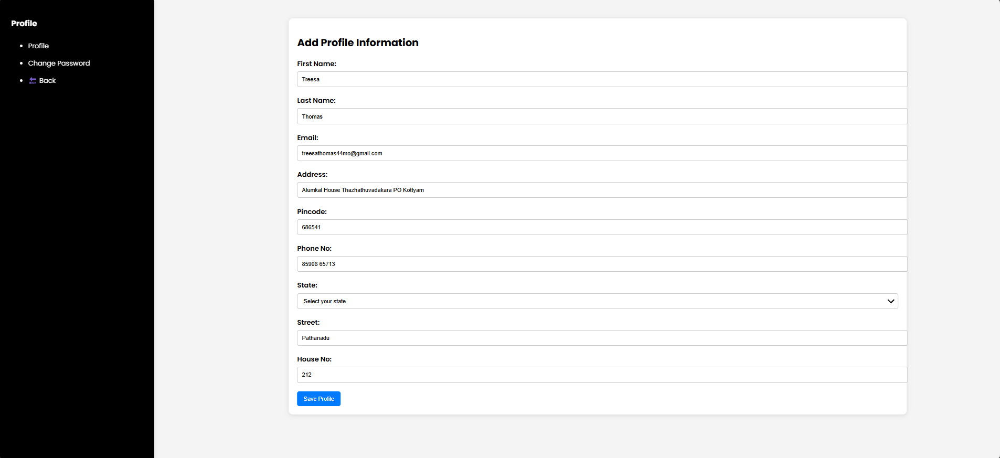 Profile
Profile
Change Password
BACK Back
Add Profile Information
First Name:
Treesa
Last Name:
Thomas
Email:
treesathomas44mo@gmail.com
Address:
Alumkal House Thazhathuvadakara PO Kottyam
Pincode:
686541
Phone No:
85908 65713
State:
Select your state
Street:
Pathanadu
House No:
212
Save Profile